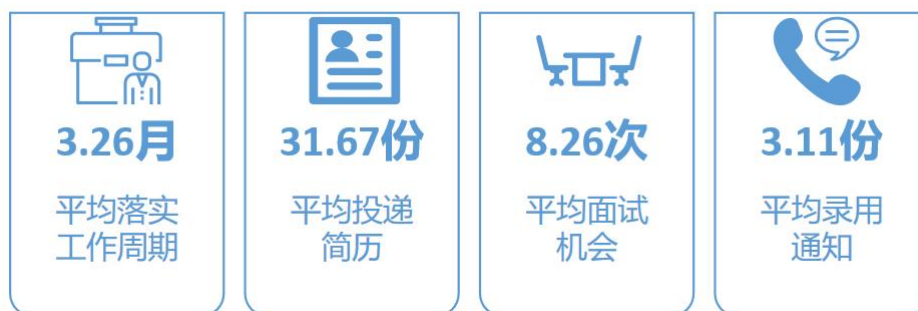 3.26月
平均落实
工作周期
31.67份
平均投递
简历
8.26次
平均面试
机会
3.11份
平均录用
通知